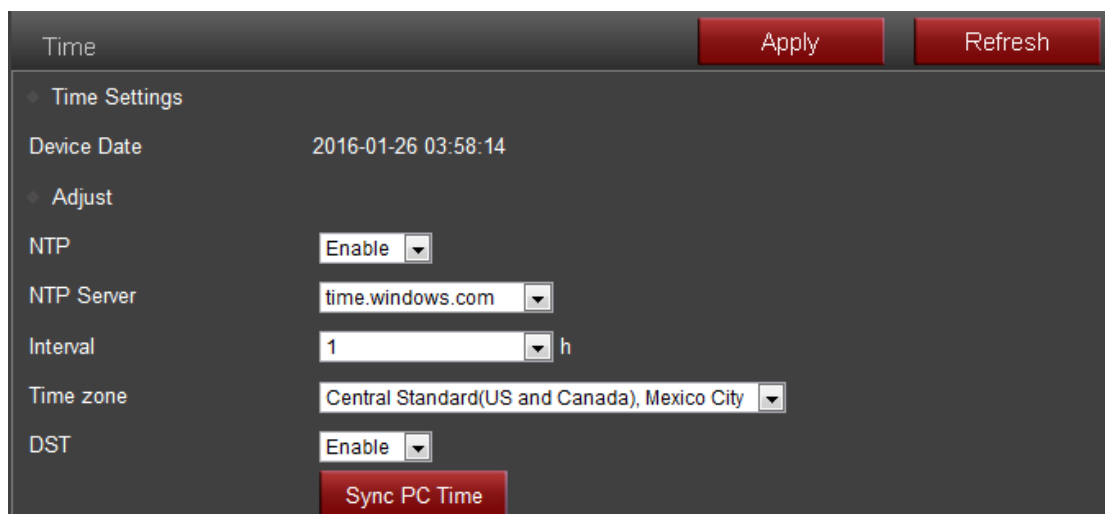 Time Apply Refresh
Time Settings
Device Date 2016-01-26 03:58:14
Adjust
NTP Enable
NTP Server time.windows.com
Interval 1 h
Time zone Central Standard(US and Canada), Mexico City
DST Enable
Sync PC Time